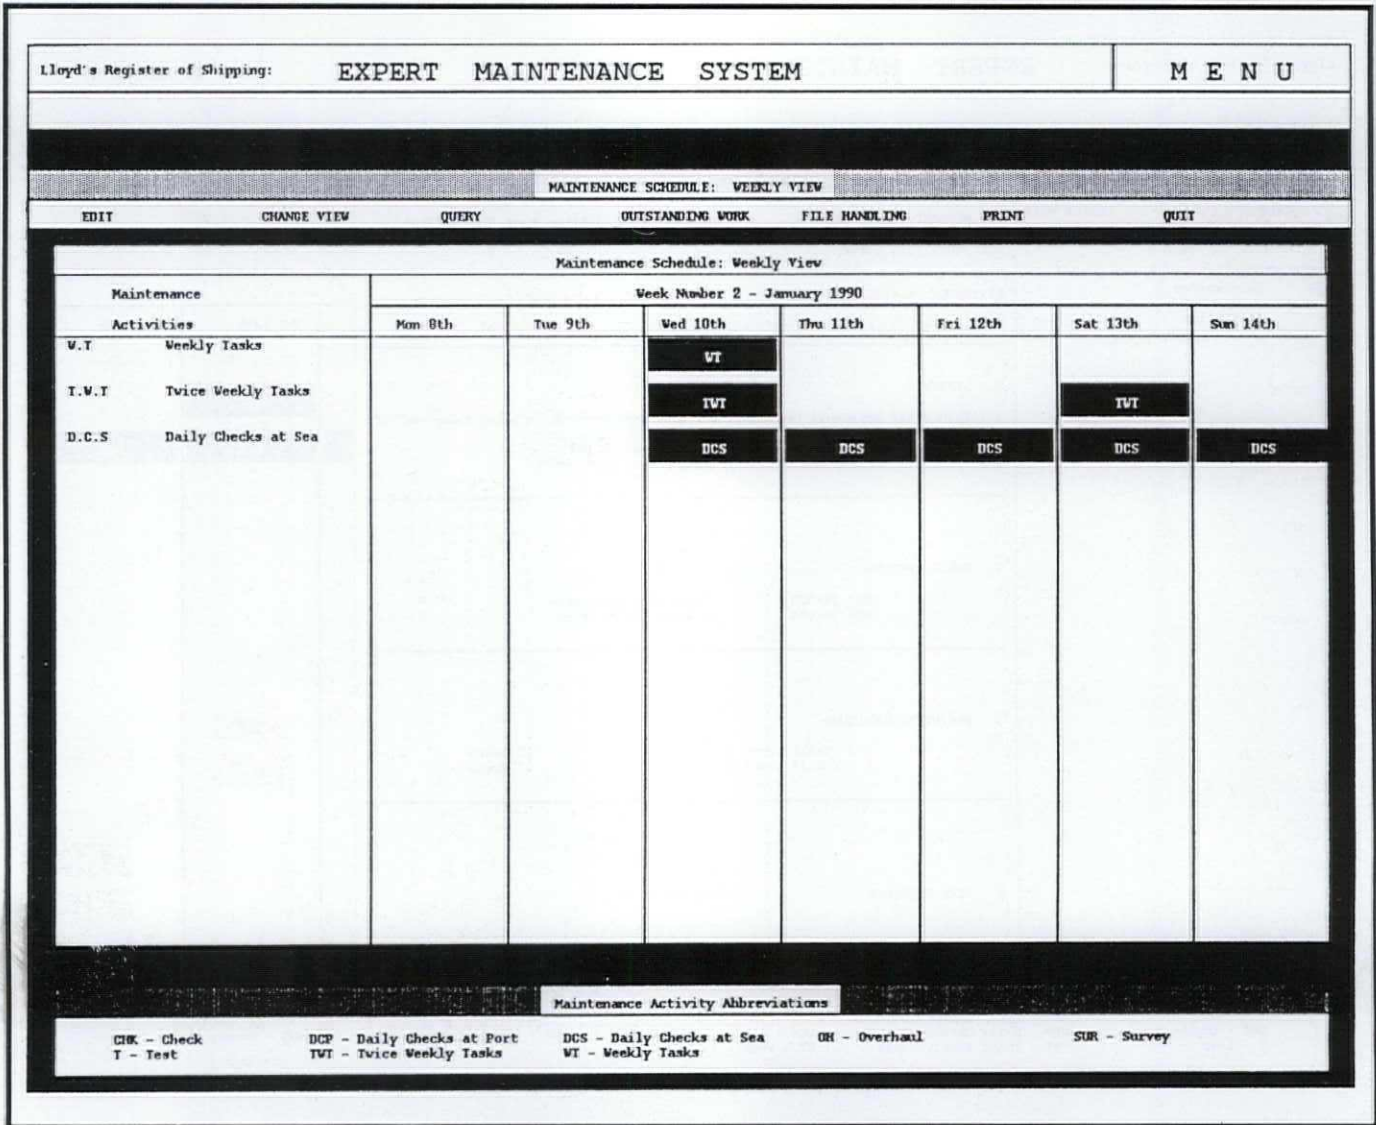 Lloyd's Register of Shipping: EXPERT MAINTENANCE SYSTEM M E N U
MAINTENANCE SCHEDULE: WEEKLY VIEW
EDIT CHANGE VIEW QUERY OUTSTANDING WORK FILE HANDLING PRINT QUIT
Maintenance Schedule: Weekly View
Maintenance Week Number 2 - January 1990
Activities Mon 8th Tue 9th Wed 10th Thu 11th Fri 12th Sat 13th Sun 14th
W.T Weekly Tasks WT
T.W.T Twice Weekly Tasks TWT TWT
D.C.S Daily Checks at Sea DCS DCS DCS DCS DCS
Maintenance Activity Abbreviations
CHK - Check DCP - Daily Checks at Port DCS - Daily Checks at Sea OH - Overhaul SUR - Survey
T - Test TWT - Twice Weekly Tasks WT - Weekly Tasks